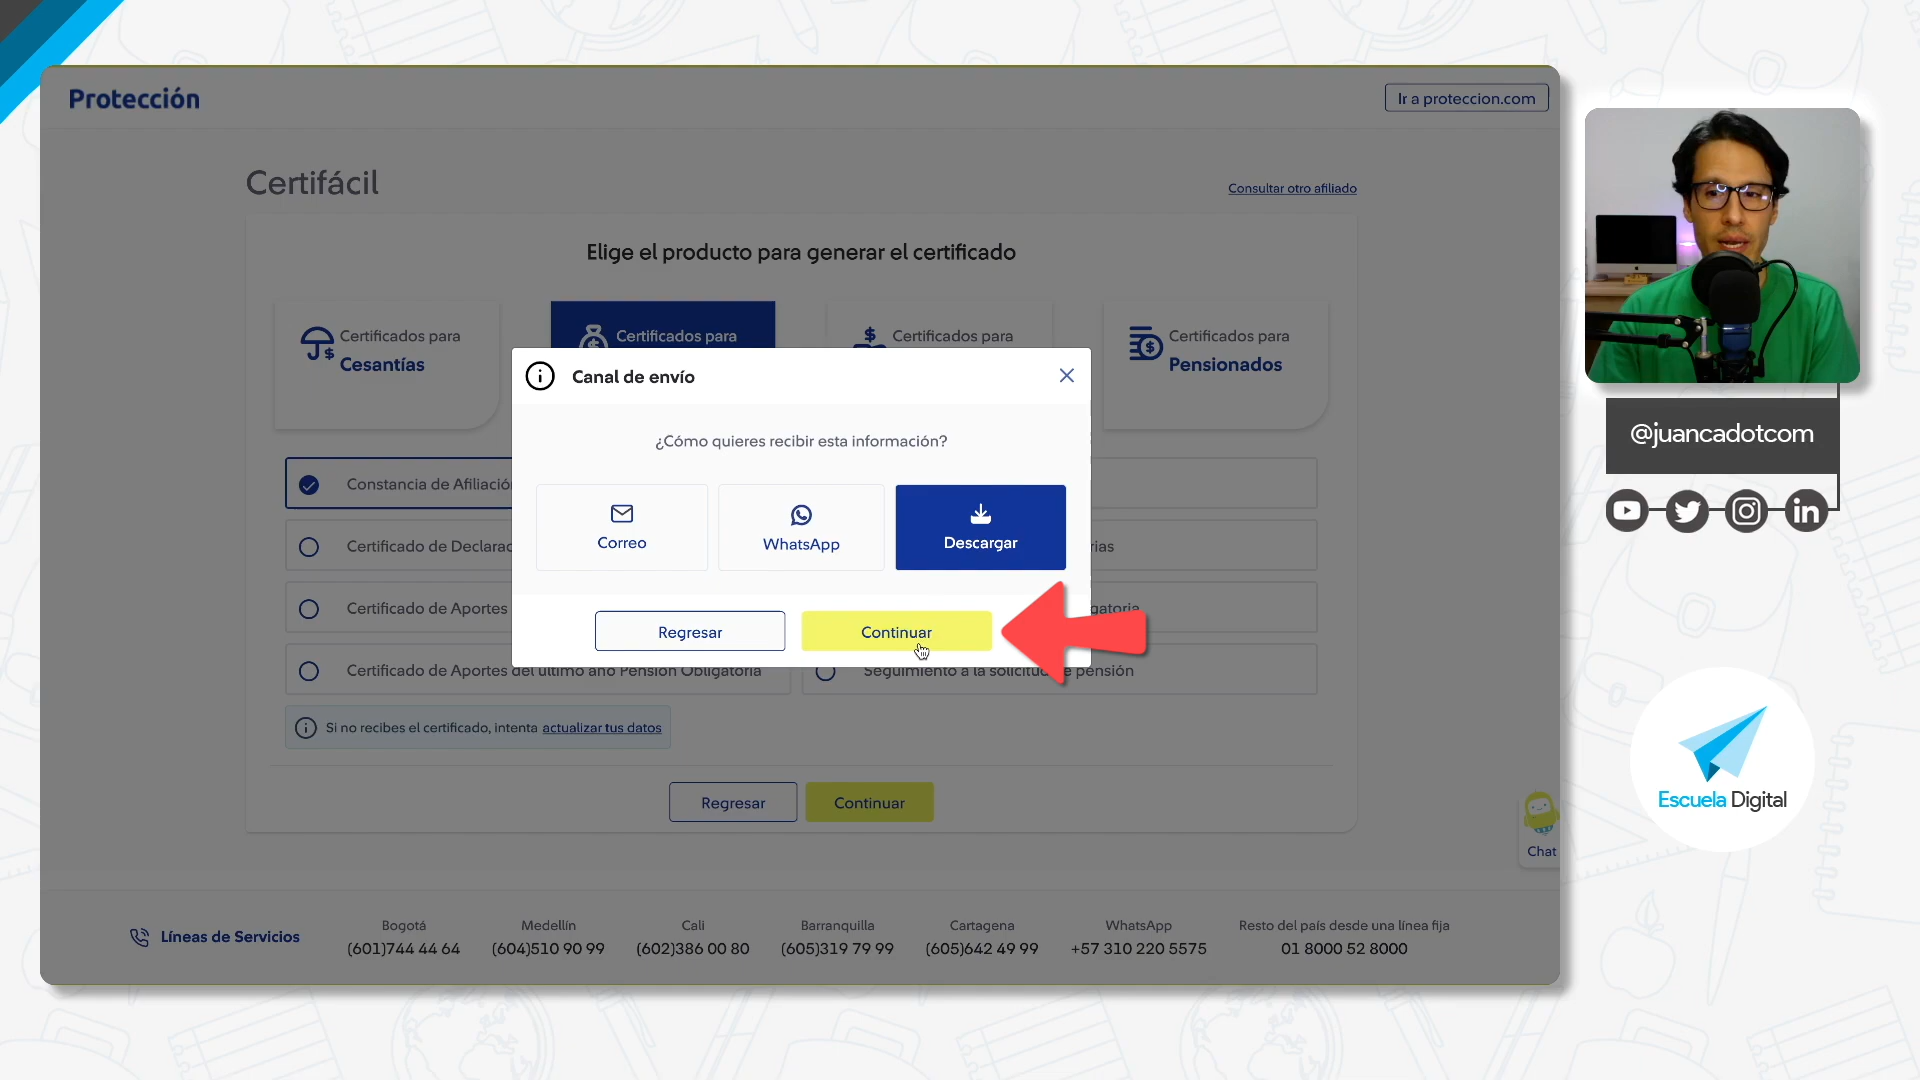 Protección
Ir a proteccion.com
Certifácil
Consultar otro afiliado
Elige el producto para generar el certificado
Certificados para
Cesantías
Certificados para
Certificados para
Certificados para
Pensionados
Canal de envío
¿Cómo quieres recibir esta información?
Correo
WhatsApp
Descargar
Regresar
Continuar
Constancia de Afiliación
Certificado de Declarac
rias
Certificado de Aportes
gatoria
Certificado de Aportes del último año Pensión Obligatoria
Seguimiento a la solicitud de pensión
Si no recibes el certificado, intenta actualizar tus datos
Regresar
Continuar
Chat
Líneas de Servicios
Bogotá
(601)744 44 64
Medellín
(604)510 90 99
Cali
(602)386 00 80
Barranquilla
(605)319 79 99
Cartagena
(605)642 49 99
WhatsApp
+57 310 220 5575
Resto del país desde una línea fija
01 8000 52 8000
@juancadotcom
in
Escuela Digital